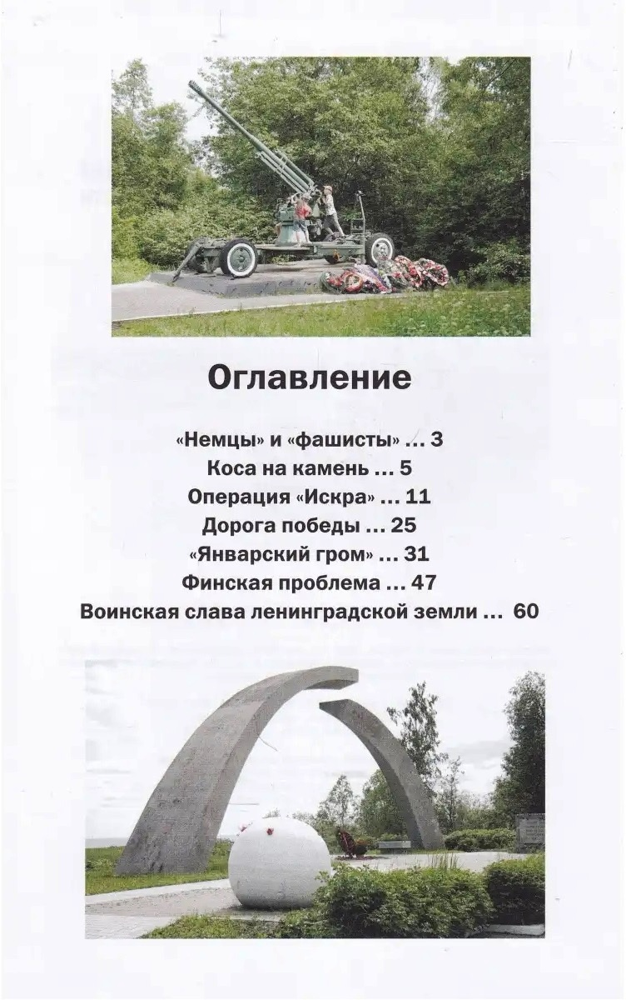 Оглавление
«Немцы» и «фашисты» ... 3
Коса на камень ... 5
Операция «Искра» ... 11
Дорога победы ... 25
«Январский гром» ... 31
Финская проблема ... 47
Воинская слава ленинградской земли ... 60